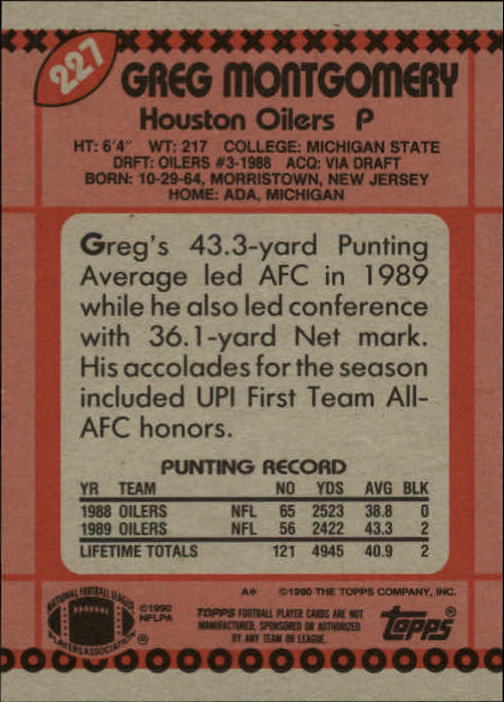 227
GREG MONTGOMERY
Houston Oilers P
HT: 6'4" WT: 217 COLLEGE: MICHIGAN STATE
DRFT: OILERS #3-1988 ACQ: VIA DRAFT
BORN: 10-29-64, MORRISTOWN, NEW JERSEY
HOME: ADA, MICHIGAN
Greg's 43.3-yard Punting
Average led AFC in 1989
while he also led conference
with 36.1-yard Net mark.
His accolades for the season
included UPI First Team All-
AFC honors.
PUNTING RECORD
YR TEAM NO YDS AVG BLK
1988 OILERS NFL 65 2523 38.8 0
1989 OILERS NFL 56 2422 43.3 2
LIFETIME TOTALS 121 4945 40.9 2
A* ©1990 THE TOPPS COMPANY, INC.
NATIONAL FOOTBALL LEAGUE
PLAYERS ASSOCIATION ®
©1990
NFLPA
TOPPS FOOTBALL PLAYER CARDS ARE NOT
MANUFACTURED, SPONSORED OR AUTHORIZED
BY ANY TEAM OR LEAGUE.
Topps®